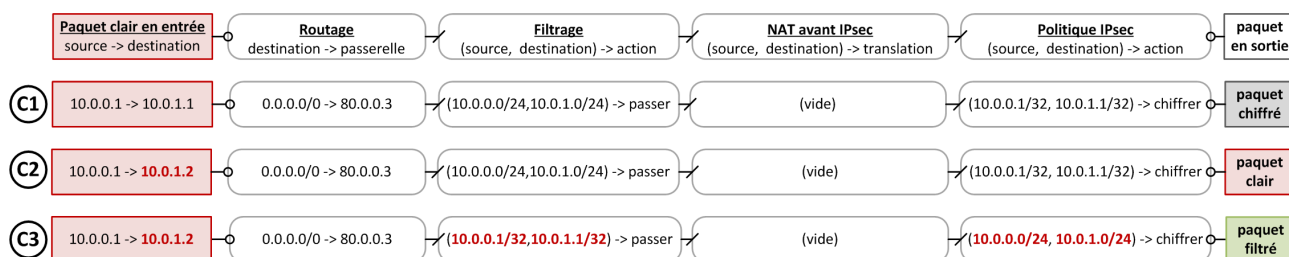 Paquet clair en entrée
source -> destination
Routage
destination -> passerelle
Filtrage
(source, destination) -> action
NAT avant IPsec
(source, destination) -> translation
Politique IPsec
(source, destination) -> action
paquet
en sortie
C1
10.0.0.1 -> 10.0.1.1
0.0.0.0/0 -> 80.0.0.3
(10.0.0.0/24,10.0.1.0/24) -> passer
(vide)
(10.0.0.1/32, 10.0.1.1/32) -> chiffrer
paquet
chiffré
C2
10.0.0.1 -> 10.0.1.2
0.0.0.0/0 -> 80.0.0.3
(10.0.0.0/24,10.0.1.0/24) -> passer
(vide)
(10.0.0.1/32, 10.0.1.1/32) -> chiffrer
paquet
clair
C3
10.0.0.1 -> 10.0.1.2
0.0.0.0/0 -> 80.0.0.3
(10.0.0.1/32,10.0.1.1/32) -> passer
(vide)
(10.0.0.0/24, 10.0.1.0/24) -> chiffrer
paquet
filtré